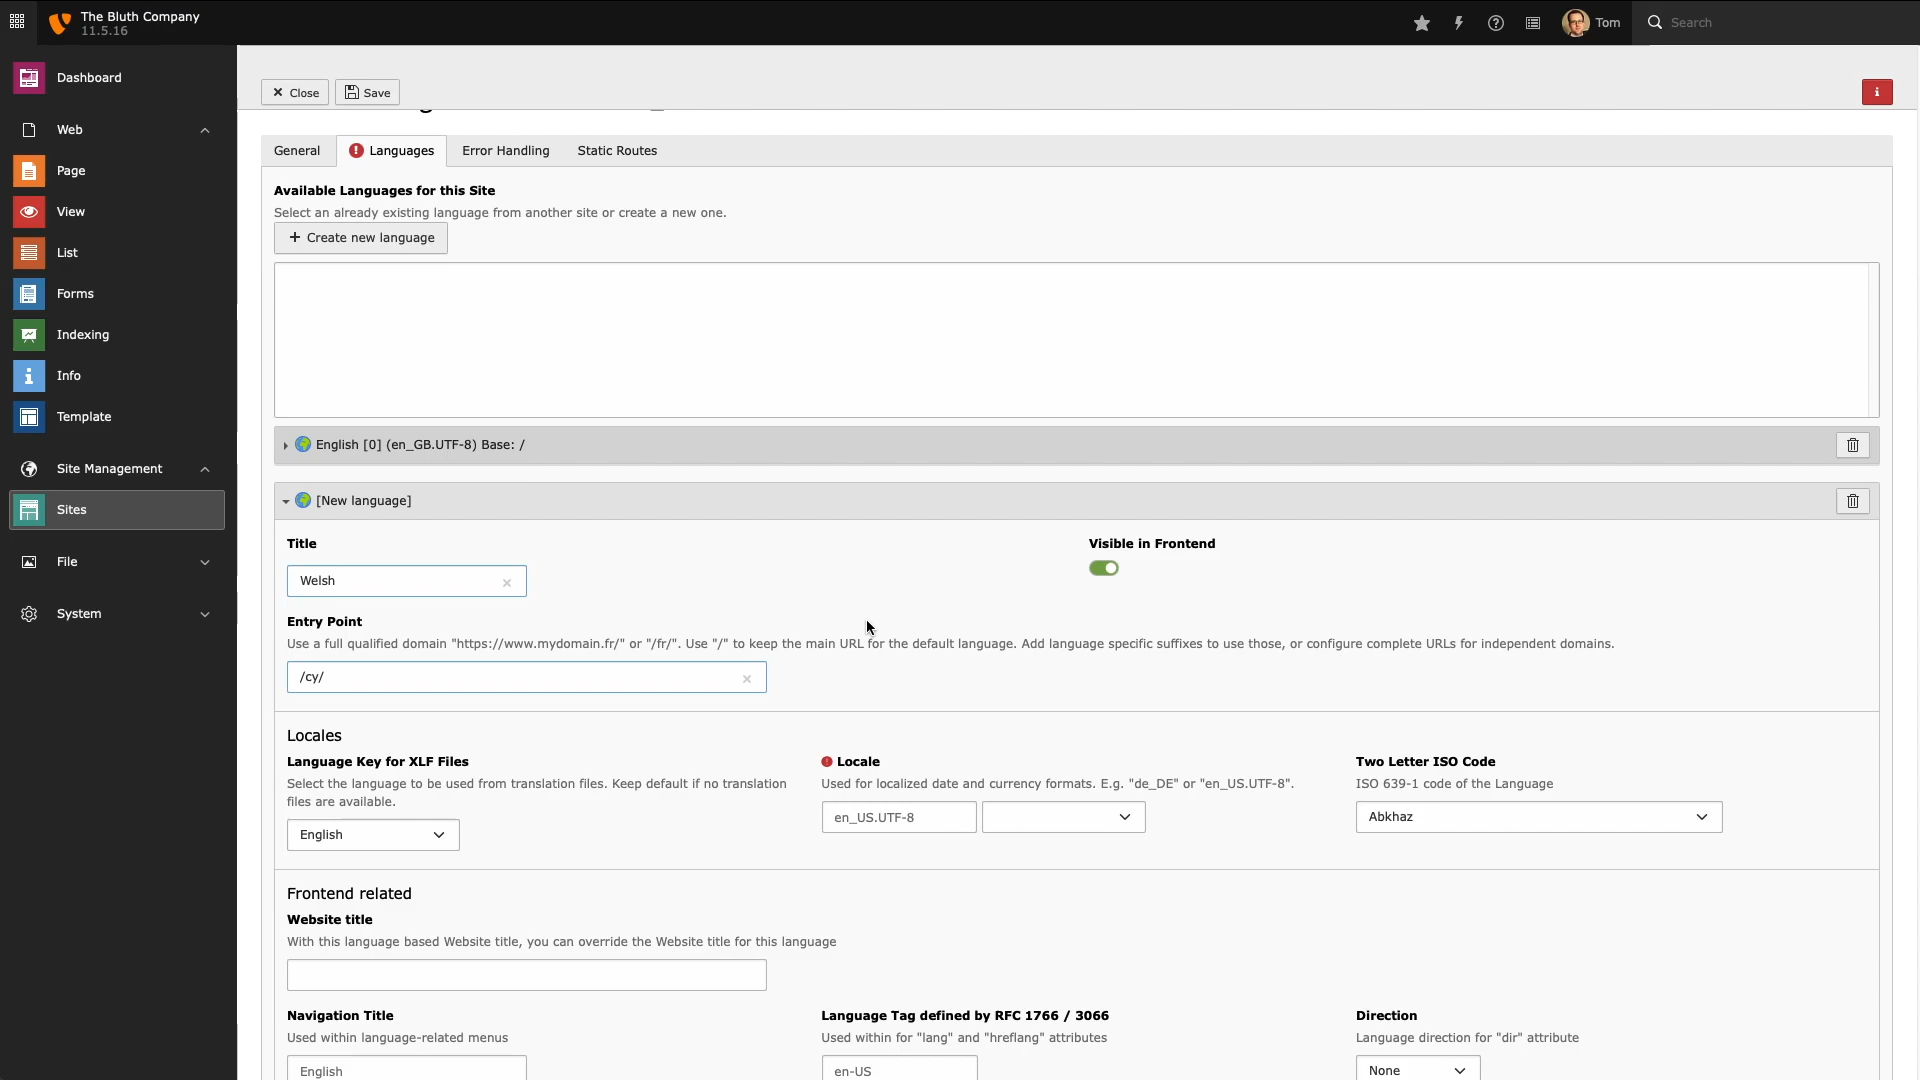 The Bluth Company
11.5.16
Tom
Search
Dashboard
Web
Page
View
List
Forms
Indexing
Info
Template
Site Management
Sites
File
System
Close
Save
General
Languages
Error Handling
Static Routes
Available Languages for this Site
Select an already existing language from another site or create a new one.
+ Create new language
English [0] (en_GB.UTF-8) Base: /
[New language]
Title
Visible in Frontend
Welsh
Entry Point
Use a full qualified domain "https://www.mydomain.fr/" or "/fr/". Use "/" to keep the main URL for the default language. Add language specific suffixes to use those, or configure complete URLs for independent domains.
/cy/
Locales
Language Key for XLF Files
Select the language to be used from translation files. Keep default if no translation
files are available.
English
Locale
Used for localized date and currency formats. E.g. "de_DE" or "en_US.UTF-8".
en_US.UTF-8
Two Letter ISO Code
ISO 639-1 code of the Language
Abkhaz
Frontend related
Website title
With this language based Website title, you can override the Website title for this language
Navigation Title
Used within language-related menus
English
Language Tag defined by RFC 1766 / 3066
Used within for "lang" and "hreflang" attributes
en-US
Direction
Language direction for "dir" attribute
None